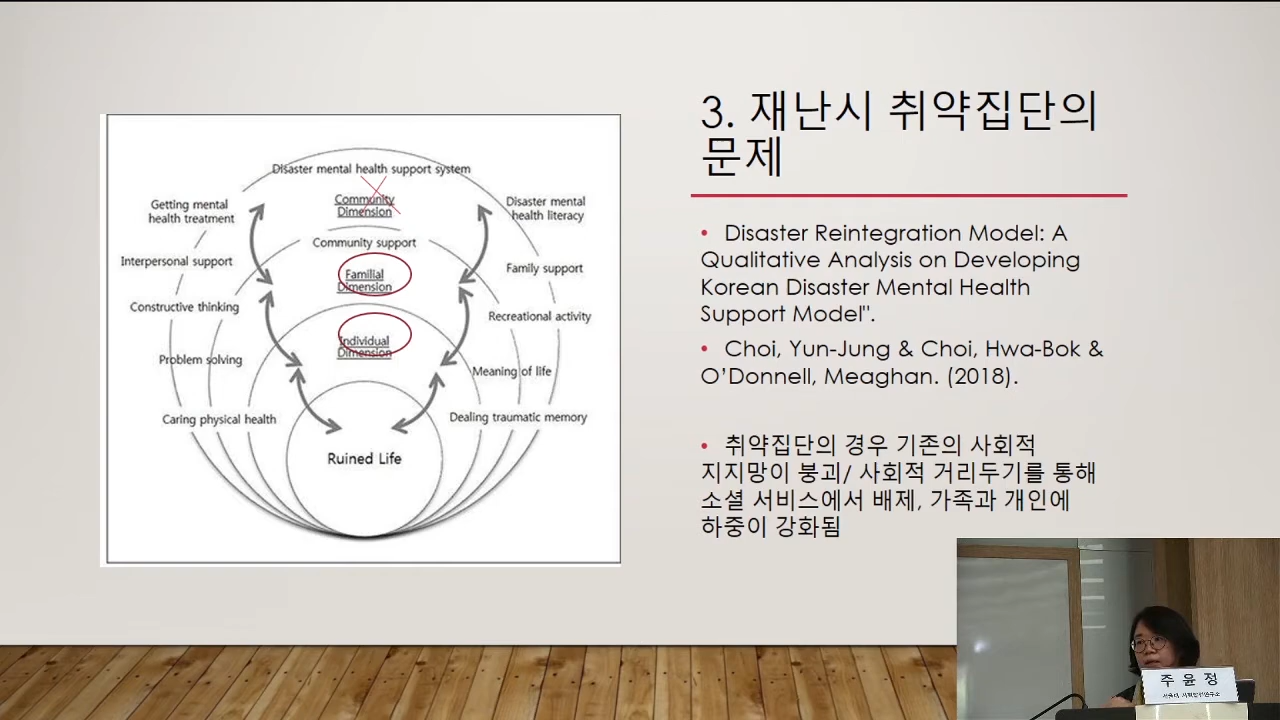 3. 재난시 취약집단의
문제
• Disaster Reintegration Model: A
Qualitative Analysis on Developing
Korean Disaster Mental Health
Support Model".
• Choi, Yun-Jung & Choi, Hwa-Bok &
O’Donnell, Meaghan. (2018).
• 취약집단의 경우 기존의 사회적
지지망이 붕괴/ 사회적 거리두기를 통해
소셜 서비스에서 배제, 가족과 개인에
하중이 강화됨
Disaster mental health support system
Community
Dimension
Getting mental
health treatment
Disaster mental
health literacy
Community support
Interpersonal support
Family support
Familial
Dimension
Constructive thinking
Recreational activity
Individual
Dimension
Problem solving
Meaning of life
Caring physical health
Dealing traumatic memory
Ruined Life
주 윤 정